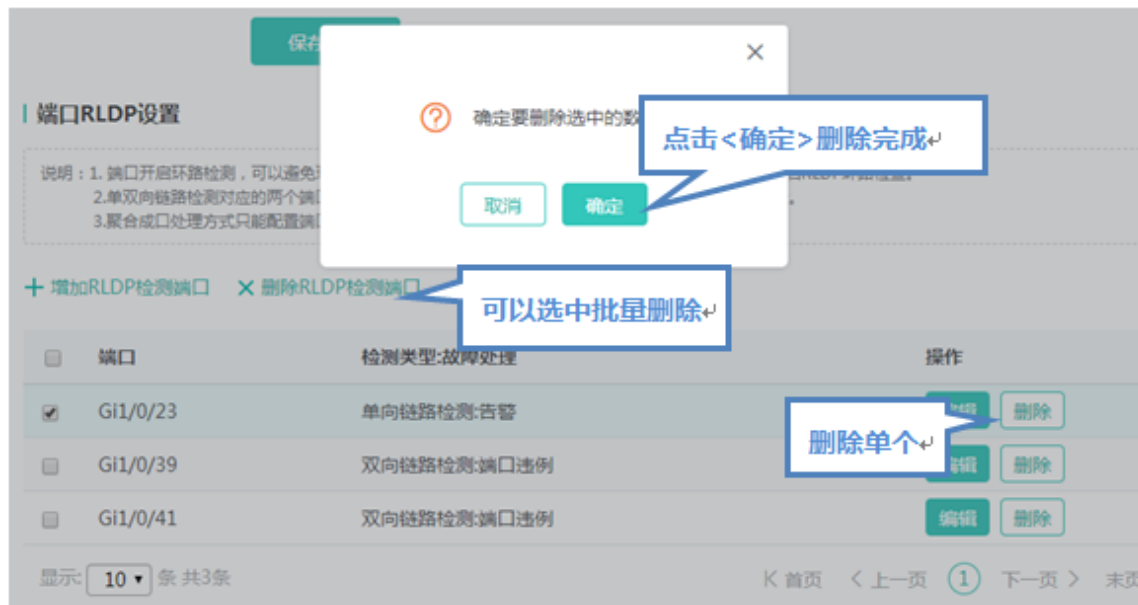 保存
端口RLDP设置
确定要删除选中的数
点击<确定>删除完成
说明：1. 端口开启环路检测，可以避免
2.单双向链路检测对应的两个端口
3.聚合成口处理方式只能配置端
取消 确定
增加RLDP检测端口 删除RLDP检测端口
可以选中批量删除
端口 检测类型:故障处理 操作
Gi1/0/23 单向链路检测:告警 删除
删除单个
Gi1/0/39 双向链路检测:端口违例 编辑 删除
Gi1/0/41 双向链路检测:端口违例 编辑 删除
显示: 10 条 共3条 首页 上一页 1 下一页 末页